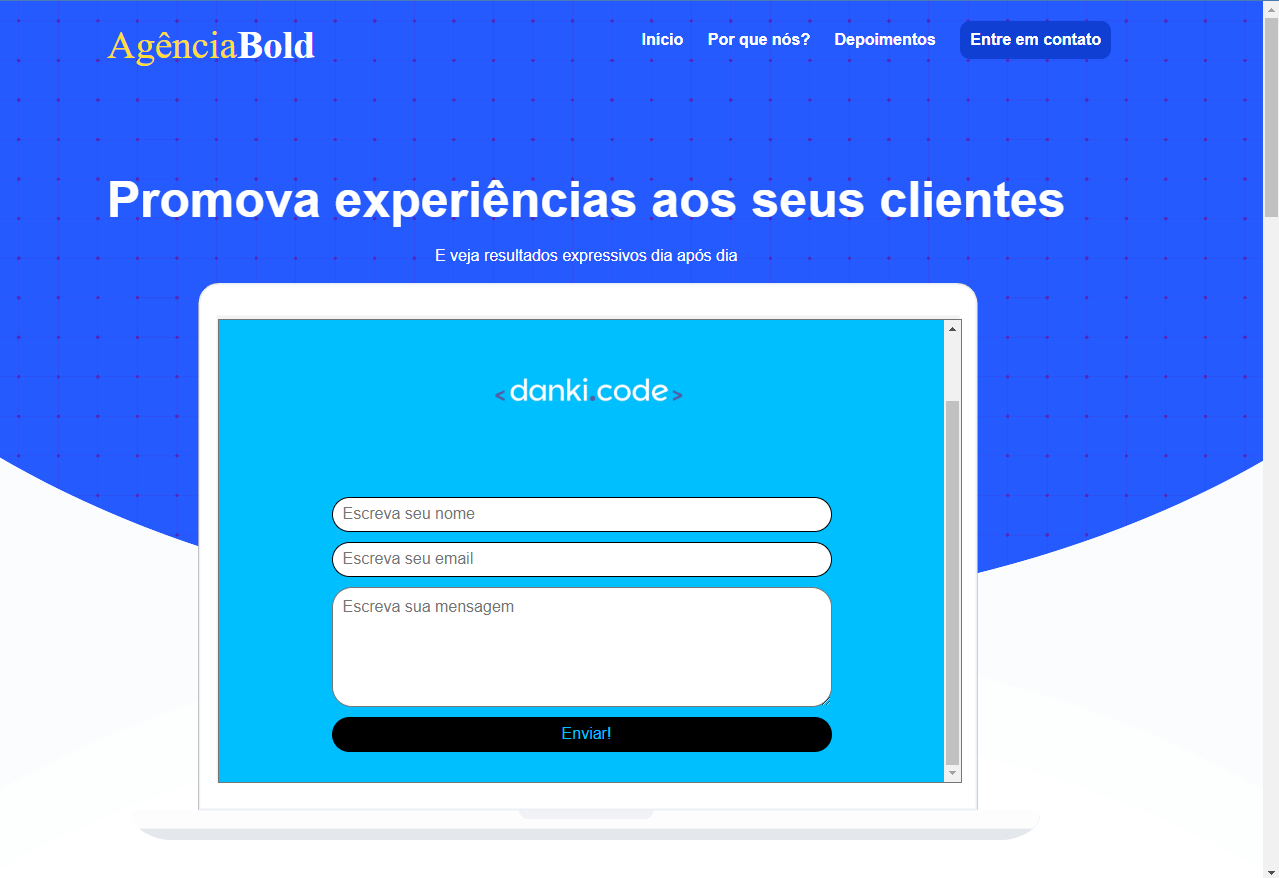 AgênciaBold
Início Por que nós? Depoimentos Entre em contato
Promova experiências aos seus clientes
E veja resultados expressivos dia após dia
< danki.code >
Escreva seu nome
Escreva seu email
Escreva sua mensagem
Enviar!